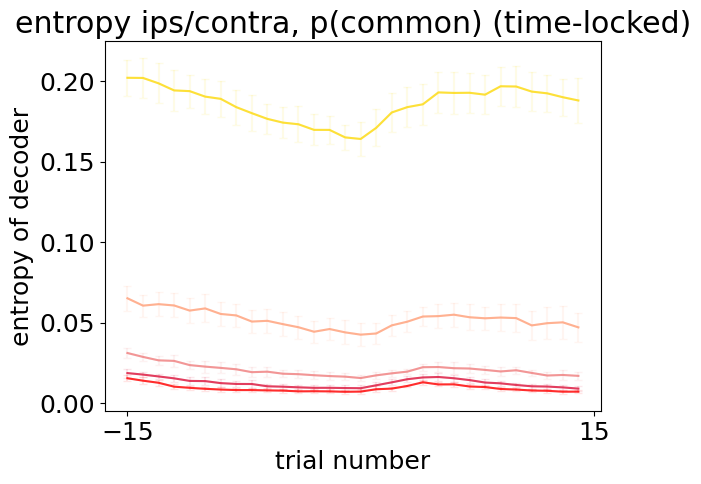 entropy ips/contra, p(common) (time-locked)
entropy of decoder
0.20
0.15
0.10
0.05
0.00
−15
15
trial number